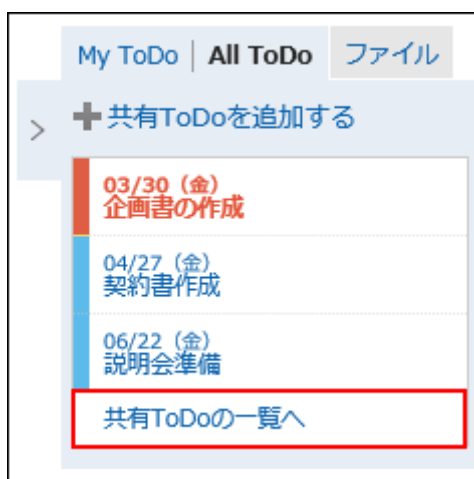 My ToDo | All ToDo ファイル
共有ToDoを追加する
03/30（金）
企画書の作成
04/27（金）
契約書作成
06/22（金）
説明会準備
共有ToDoの一覧へ